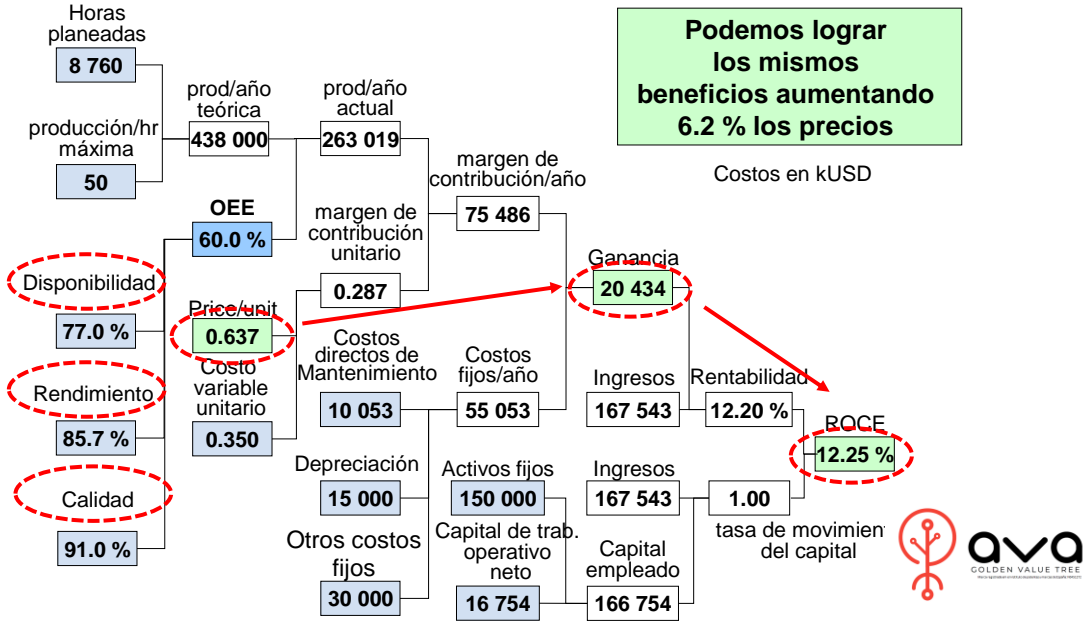 Horas
planeadas
8 760
producción/hr
máxima
50
prod/año
teórica
438 000
prod/año
actual
263 019
Podemos lograr
los mismos
beneficios aumentando
6.2 % los precios
Costos en kUSD
OEE
60.0 %
margen de
contribución
unitario
0.287
margen de
contribución/año
75 486
Disponibilidad
77.0 %
Rendimiento
85.7 %
Calidad
91.0 %
Price/unit
0.637
Costo
variable
unitario
0.350
Costos
directos de
Mantenimiento
10 053
Depreciación
15 000
Otros costos
fijos
30 000
Costos
fijos/año
55 053
Ganancia
20 434
Ingresos
167 543
Rentabilidad
12.20 %
ROCE
12.25 %
Activos fijos
150 000
Capital de trab.
operativo
neto
16 754
Ingresos
167 543
Capital
empleado
166 754
1.00
tasa de movimien
del capital
ava
GOLDEN VALUE TREE